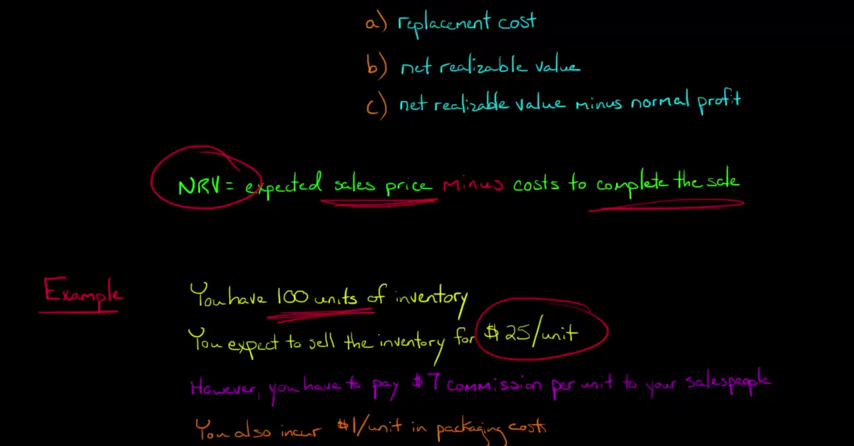 a) replacement cost
b) net realizable value
c) net realizable value minus normal profit
NRV = expected sales price minus costs to complete the sale
Example
You have 100 units of inventory
You expect to sell the inventory for $25/unit
However, you have to pay $7 commission per unit to your salespeople
You also incur $1/unit in packaging costs